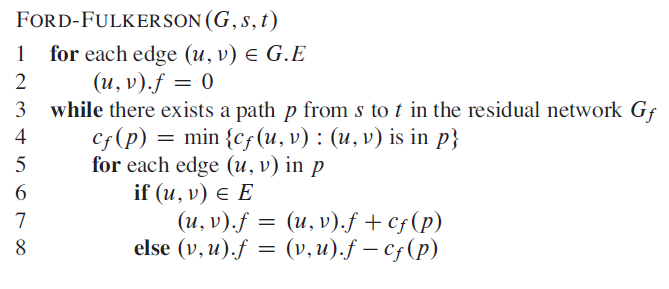 FORD-FULKERSON(G, s, t)
1 for each edge (u, v) ∈ G.E
2 (u, v).f = 0
3 while there exists a path p from s to t in the residual network G_f
4 c_f(p) = min {c_f(u, v) : (u, v) is in p}
5 for each edge (u, v) in p
6 if (u, v) ∈ E
7 (u, v).f = (u, v).f + c_f(p)
8 else (v, u).f = (v, u).f − c_f(p)